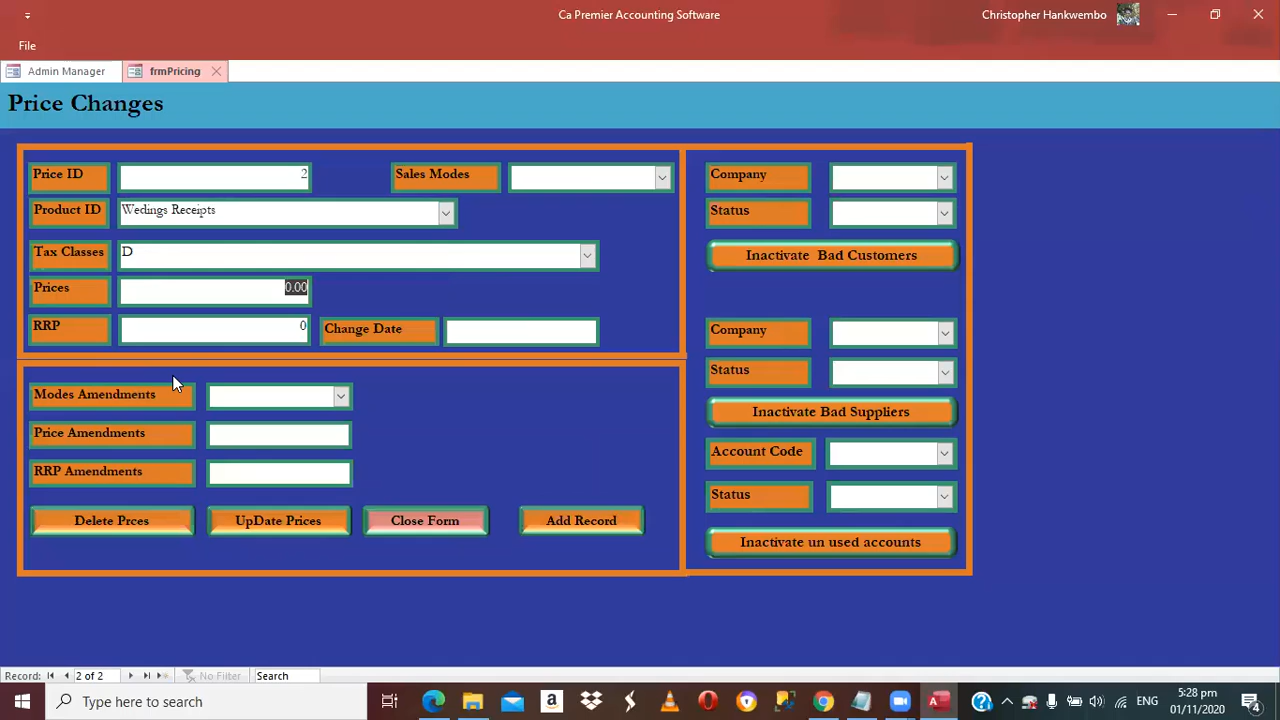 Ca Premier Accounting Software
Christopher Hankwembo
File
Admin Manager
frmPricing
Price Changes
Price ID
2
Sales Modes
Product ID
Wedings Receipts
Tax Classes
D
Prices
0.00
RRP
0
Change Date
Modes Amendments
Price Amendments
RRP Amendments
Delete Prces
UpDate Prices
Close Form
Add Record
Company
Status
Inactivate Bad Customers
Company
Status
Inactivate Bad Suppliers
Account Code
Status
Inactivate un used accounts
Record:
2 of 2
No Filter
Search
Type here to search
ENG
5:28 pm
01/11/2020
4